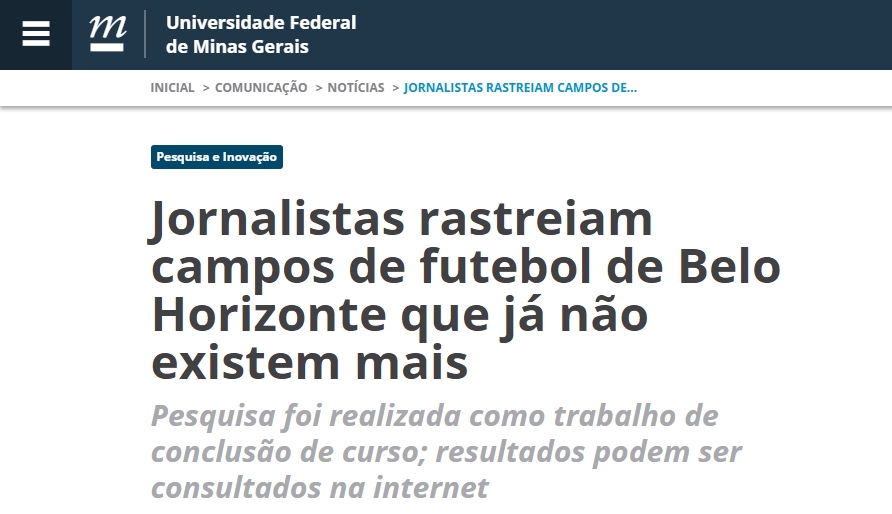 m
Universidade Federal
de Minas Gerais
INICIAL > COMUNICAÇÃO > NOTÍCIAS > JORNALISTAS RASTREIAM CAMPOS DE...
Pesquisa e Inovação
Jornalistas rastreiam
campos de futebol de Belo
Horizonte que já não
existem mais
Pesquisa foi realizada como trabalho de
conclusão de curso; resultados podem ser
consultados na internet